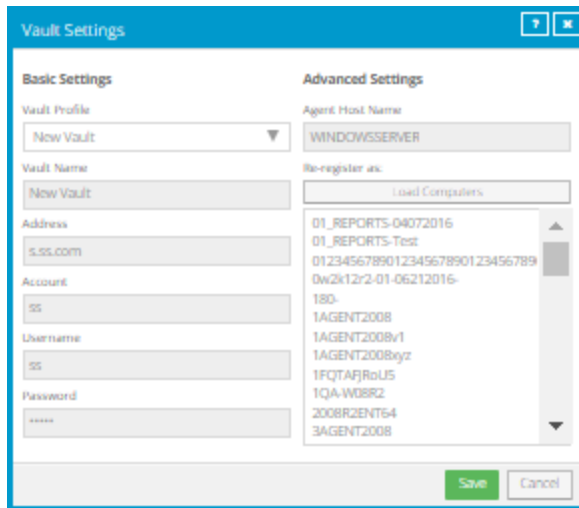 Vault Settings
?
x
Basic Settings
Vault Profile
New Vault
Vault Name
New Vault
Address
s.ss.com
Account
ss
Username
ss
Password
•••••
Advanced Settings
Agent Host Name
WINDOWSSERVER
Re-register as:
Load Computers
01_REPORTS-04072016
01_REPORTS-Test
012345678901234567890123456789
0w2k12r2-01-06212016-
180-
1AGENT2008
1AGENT2008v1
1AGENT2008xyz
1FQTAFJRoU5
1QA-W08R2
2008R2ENT64
3AGENT2008
Save
Cancel